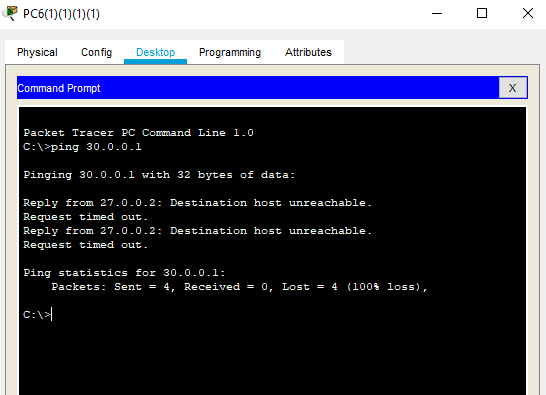 PC6(1)(1)(1)(1)
Physical Config Desktop Programming Attributes
Command Prompt X
Packet Tracer PC Command Line 1.0
C:\>ping 30.0.0.1
Pinging 30.0.0.1 with 32 bytes of data:
Reply from 27.0.0.2: Destination host unreachable.
Request timed out.
Reply from 27.0.0.2: Destination host unreachable.
Request timed out.
Ping statistics for 30.0.0.1:
Packets: Sent = 4, Received = 0, Lost = 4 (100% loss),
C:\>